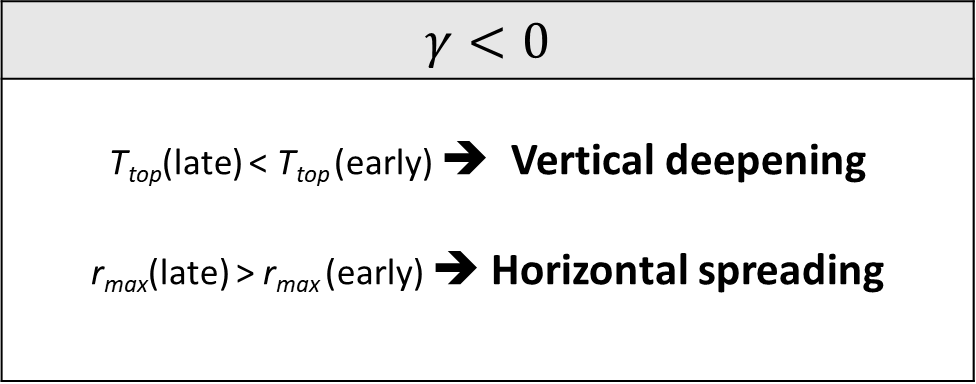 γ < 0
T_top(late) < T_top (early) ➔ Vertical deepening
r_max(late) > r_max (early) ➔ Horizontal spreading